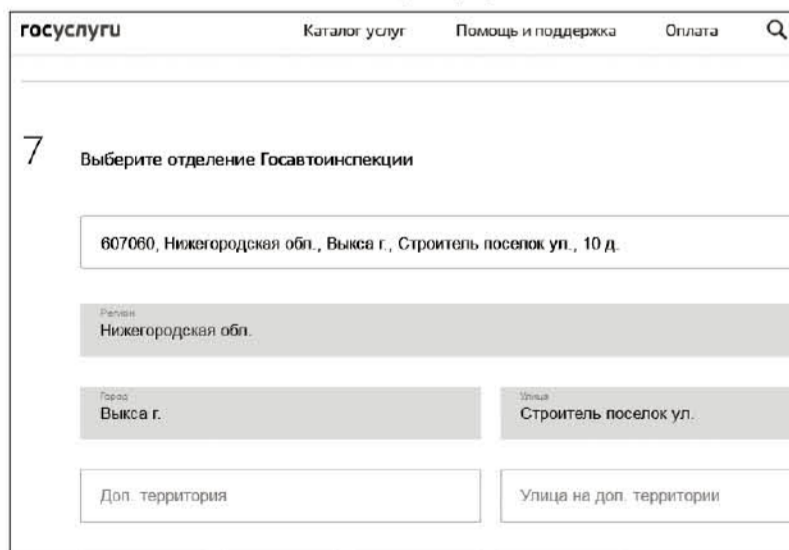 госуслуги Каталог услуг Помощь и поддержка Оплата
7 Выберите отделение Госавтоинспекции
607060, Нижегородская обл., Выкса г., Строитель поселок ул., 10 д.
Регион
Нижегородская обл.
Город Улица
Выкса г. Строитель поселок ул.
Доп. территория Улица на доп. территории